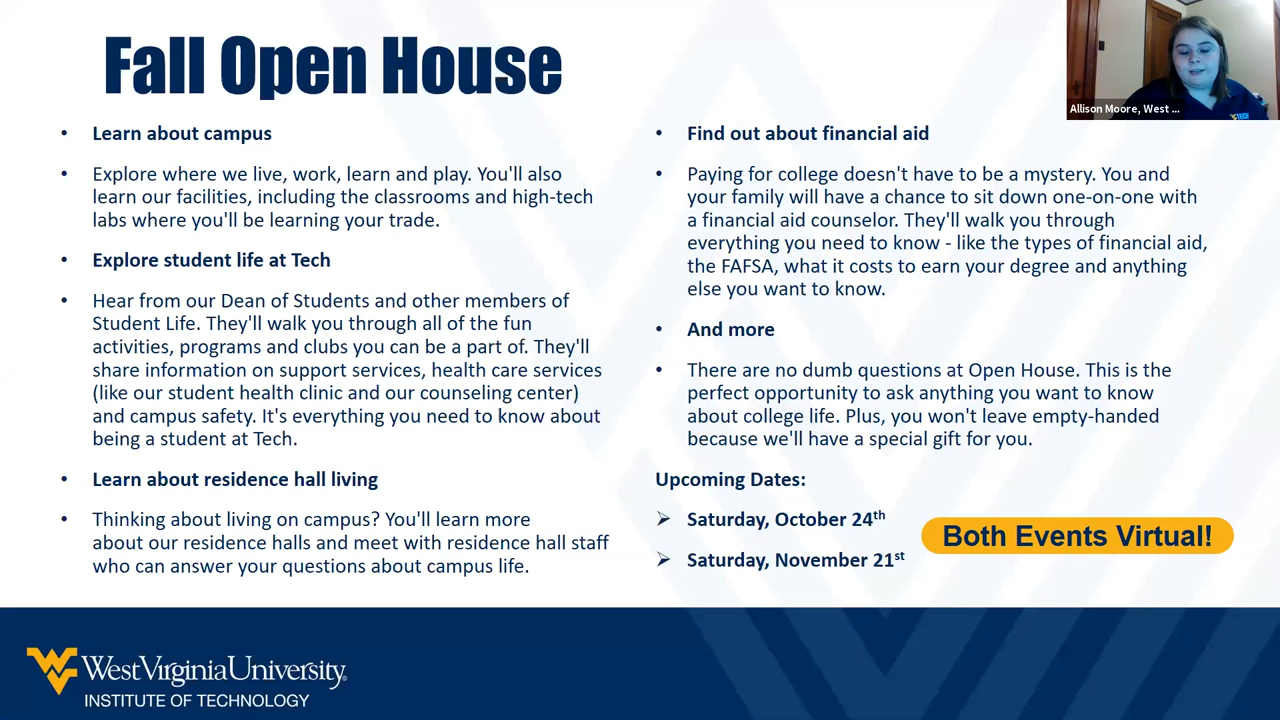 Fall Open House
• Learn about campus
• Explore where we live, work, learn and play. You'll also
learn our facilities, including the classrooms and high-tech
labs where you'll be learning your trade.
• Explore student life at Tech
• Hear from our Dean of Students and other members of
Student Life. They'll walk you through all of the fun
activities, programs and clubs you can be a part of. They'll
share information on support services, health care services
(like our student health clinic and our counseling center)
and campus safety. It's everything you need to know about
being a student at Tech.
• Learn about residence hall living
• Thinking about living on campus? You'll learn more
about our residence halls and meet with residence hall staff
who can answer your questions about campus life.
• Find out about financial aid
• Paying for college doesn't have to be a mystery. You and
your family will have a chance to sit down one-on-one with
a financial aid counselor. They'll walk you through
everything you need to know - like the types of financial aid,
the FAFSA, what it costs to earn your degree and anything
else you want to know.
• And more
• There are no dumb questions at Open House. This is the
perfect opportunity to ask anything you want to know
about college life. Plus, you won't leave empty-handed
because we'll have a special gift for you.
Upcoming Dates:
➢ Saturday, October 24th
➢ Saturday, November 21st
Both Events Virtual!
Allison Moore, West ...
TECH
WestVirginiaUniversity®
INSTITUTE OF TECHNOLOGY